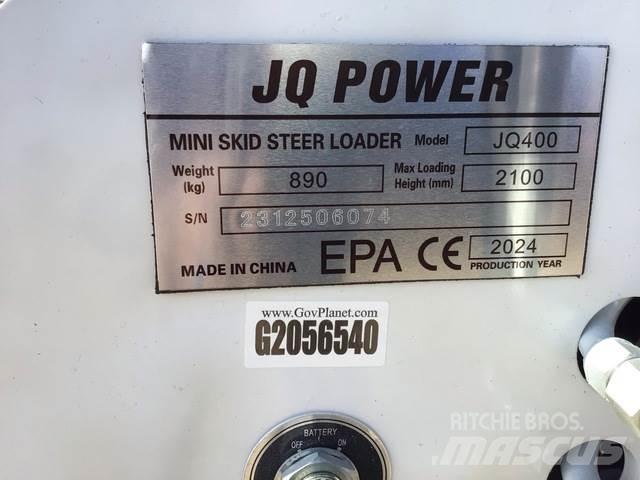 JQ POWER
MINI SKID STEER LOADER Model JQ400
Weight (kg) 890 Max Loading Height (mm) 2100
S/N 2312506074
MADE IN CHINA EPA CE 2024
PRODUCTION YEAR
www.GovPlanet.com
G2056540
BATTERY
OFF ON
RITCHIE BROS.
MASCUS